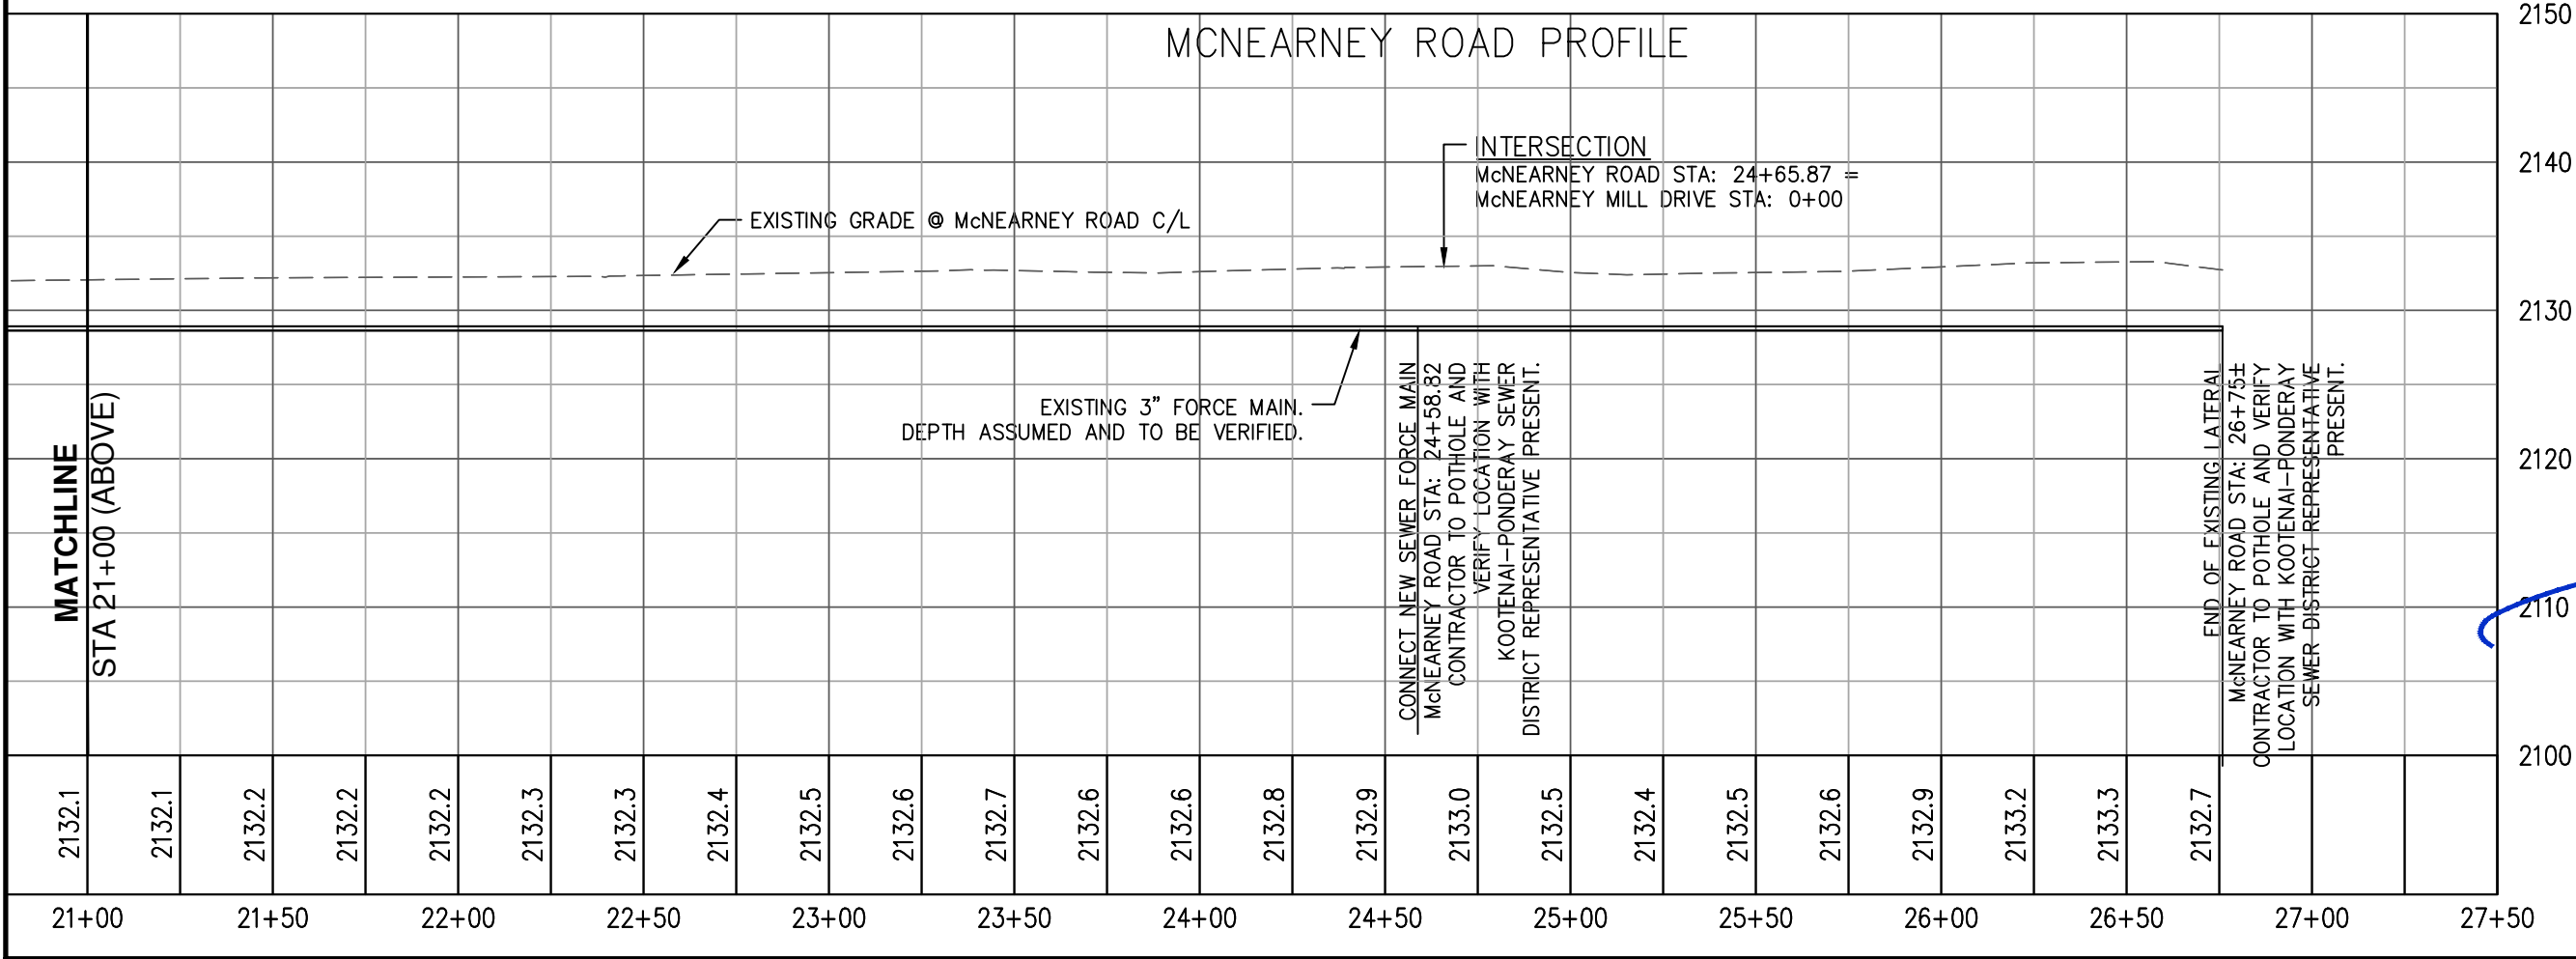 MCNEARNEY ROAD PROFILE
2150
2140
2130
2120
2110
2100
INTERSECTION
McNEARNEY ROAD STA: 24+65.87 =
McNEARNEY MILL DRIVE STA: 0+00
EXISTING GRADE @ McNEARNEY ROAD C/L
EXISTING 3" FORCE MAIN.
DEPTH ASSUMED AND TO BE VERIFIED.
MATCHLINE
STA 21+00 (ABOVE)
CONNECT NEW SEWER FORCE MAIN
McNEARNEY ROAD STA: 24+58.82
CONTRACTOR TO POTHOLE AND
VERIFY LOCATION WITH
KOOTENAI-PONDERAY SEWER
DISTRICT REPRESENTATIVE PRESENT.
END OF EXISTING LATERAL
McNEARNEY ROAD STA: 26+75±
CONTRACTOR TO POTHOLE AND VERIFY
LOCATION WITH KOOTENAI-PONDERAY
SEWER DISTRICT REPRESENTATIVE
PRESENT.
2132.1
2132.1
2132.2
2132.2
2132.2
2132.3
2132.3
2132.4
2132.5
2132.6
2132.7
2132.6
2132.6
2132.8
2132.9
2133.0
2132.5
2132.4
2132.5
2132.6
2132.9
2133.2
2133.3
2132.7
21+00
21+50
22+00
22+50
23+00
23+50
24+00
24+50
25+00
25+50
26+00
26+50
27+00
27+50